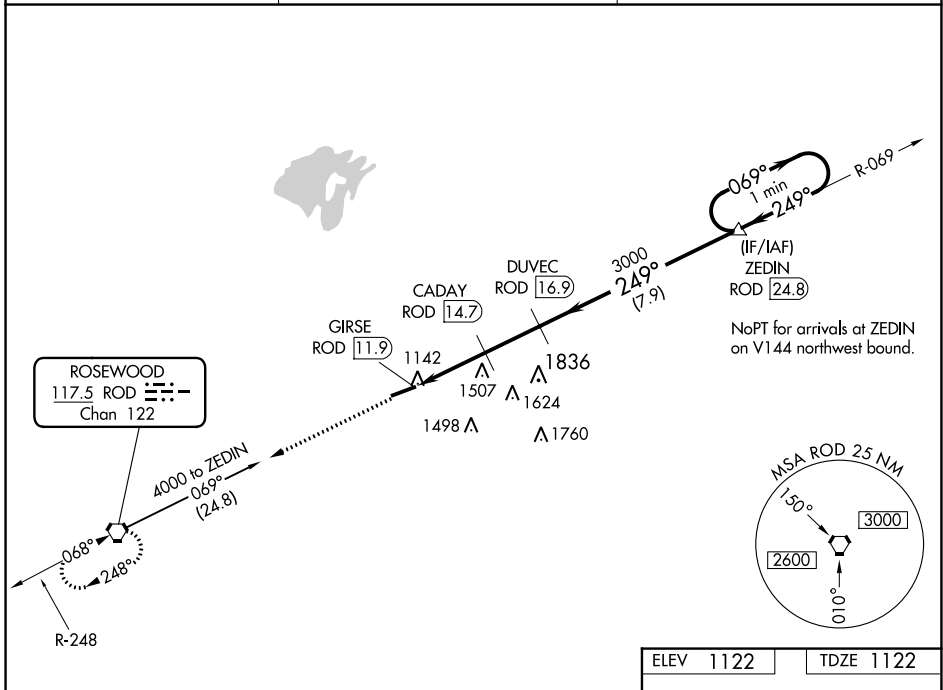 069°
1 min
249°
R-069
(IF/IAF)
ZEDIN
ROD 24.8
NoPT for arrivals at ZEDIN
on V144 northwest bound.
3000
249°
(7.9)
DUVEC
ROD 16.9
CADAY
ROD 14.7
GIRSE
ROD 11.9
1142
1507
1836
1624
1498
1760
ROSEWOOD
117.5 ROD
Chan 122
4000 to ZEDIN
069°
(24.8)
068°
248°
R-248
MSA ROD 25 NM
150°
3000
2600
010°
ELEV 1122
TDZE 1122